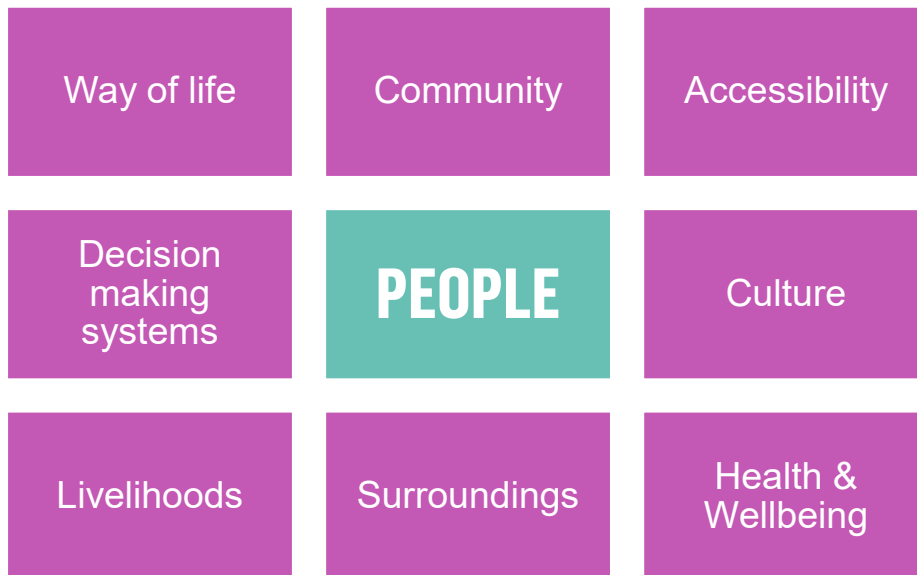 Way of life
Community
Accessibility
Decision
making
systems
PEOPLE
Culture
Livelihoods
Surroundings
Health &
Wellbeing